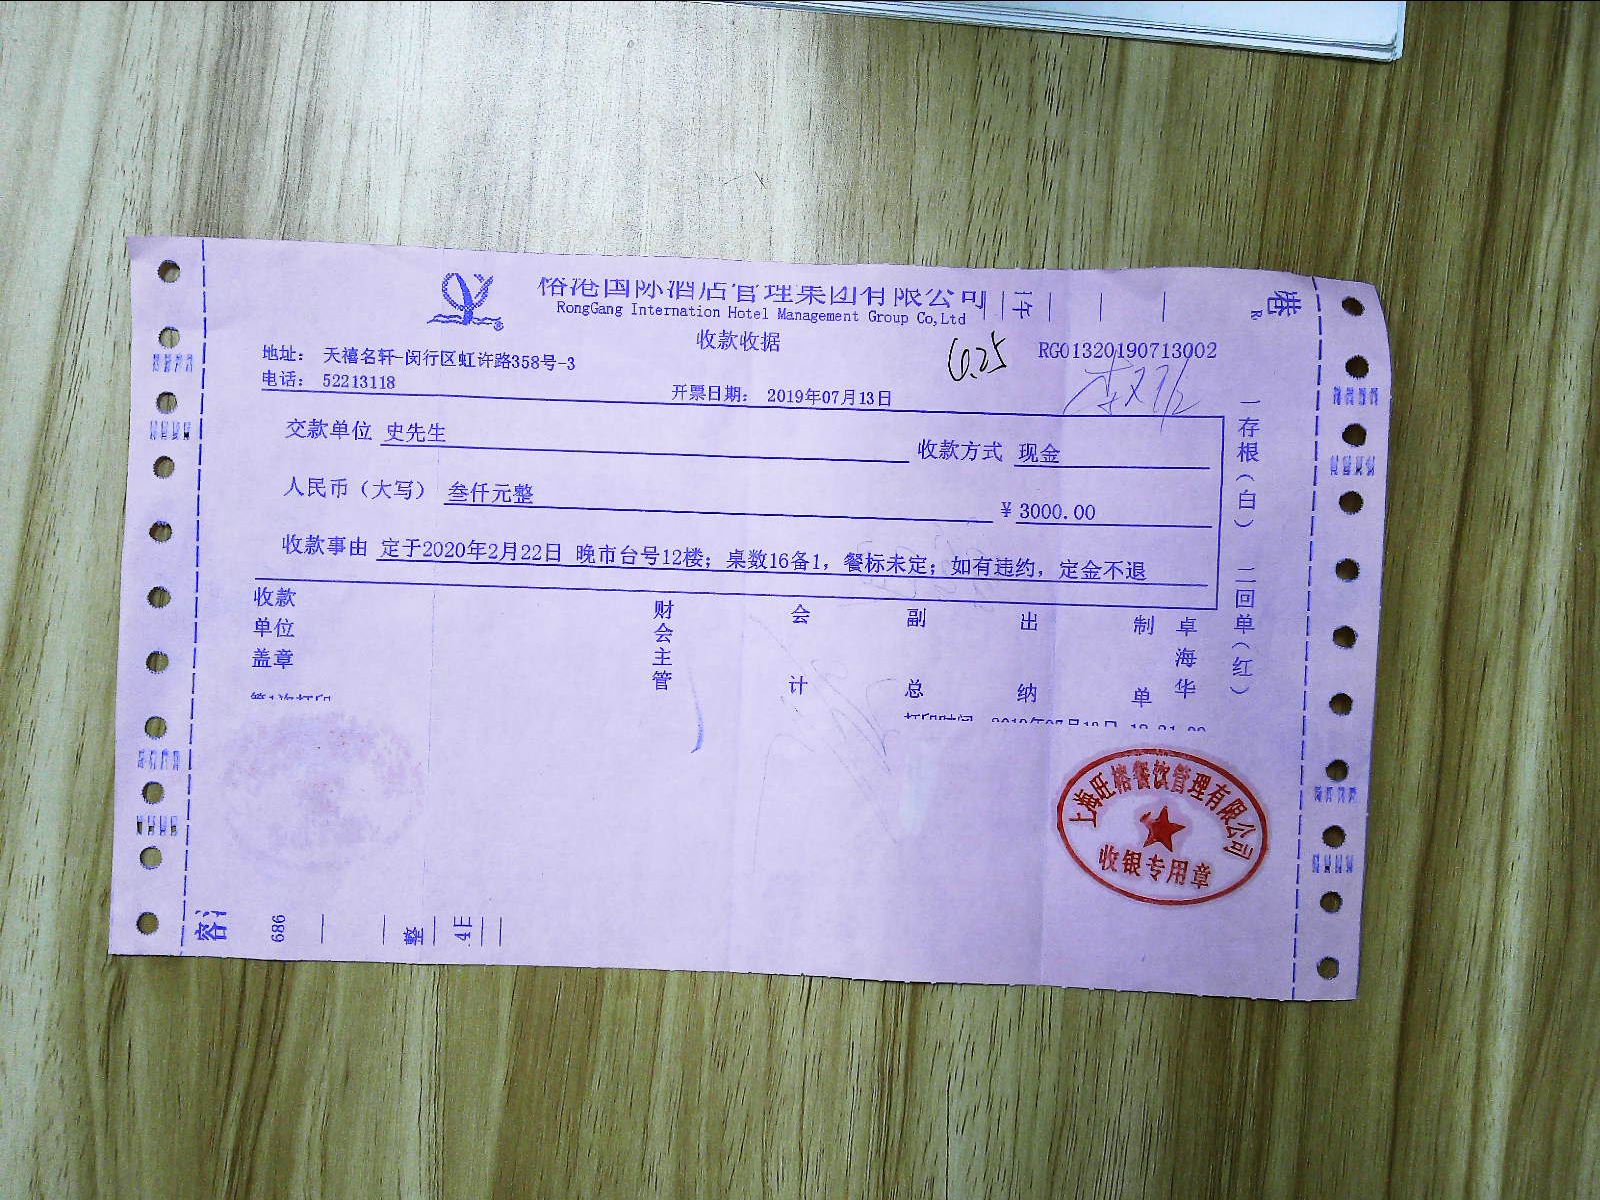 榕港国际酒店管理集团有限公司
RongGang Internation Hotel Management Group Co,Ltd
收款收据
6.25
RG01320190713002
地址： 天禧名轩-闵行区虹许路358号-3
电话： 52213118
开票日期： 2019年07月13日
交款单位 史先生
收款方式 现金
人民币（大写） 叁仟元整
¥ 3000.00
收款事由 定于2020年2月22日 晚市台号12楼；桌数16备1，餐标未定；如有违约，定金不退
一存根（白） 二回单（红）
收款单位盖章
财会主管
会计
副总
出纳
制单
卓海华
第1次打印
上海旺榕餐饮管理有限公司
收银专用章
686
整